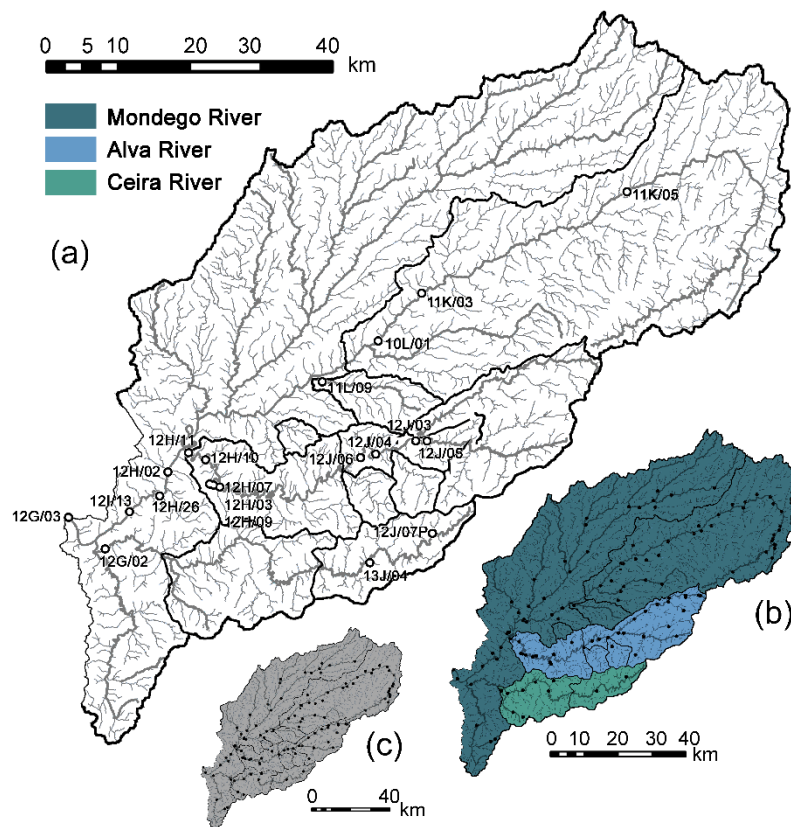 0 5 10 20 30 40
km
Mondego River
Alva River
Ceira River
(a)
11K/05
11K/03
10L/01
11L/09
12J/03
12H/11
12J/04
12H/10
12J/06
12J/05
12H/02
12H/07
12I/13
12H/03
12G/03
12H/26
12H/09
12J/07P
12G/02
13J/04
(b)
(c)
0 5 10 20 30 40
km
0 40
km